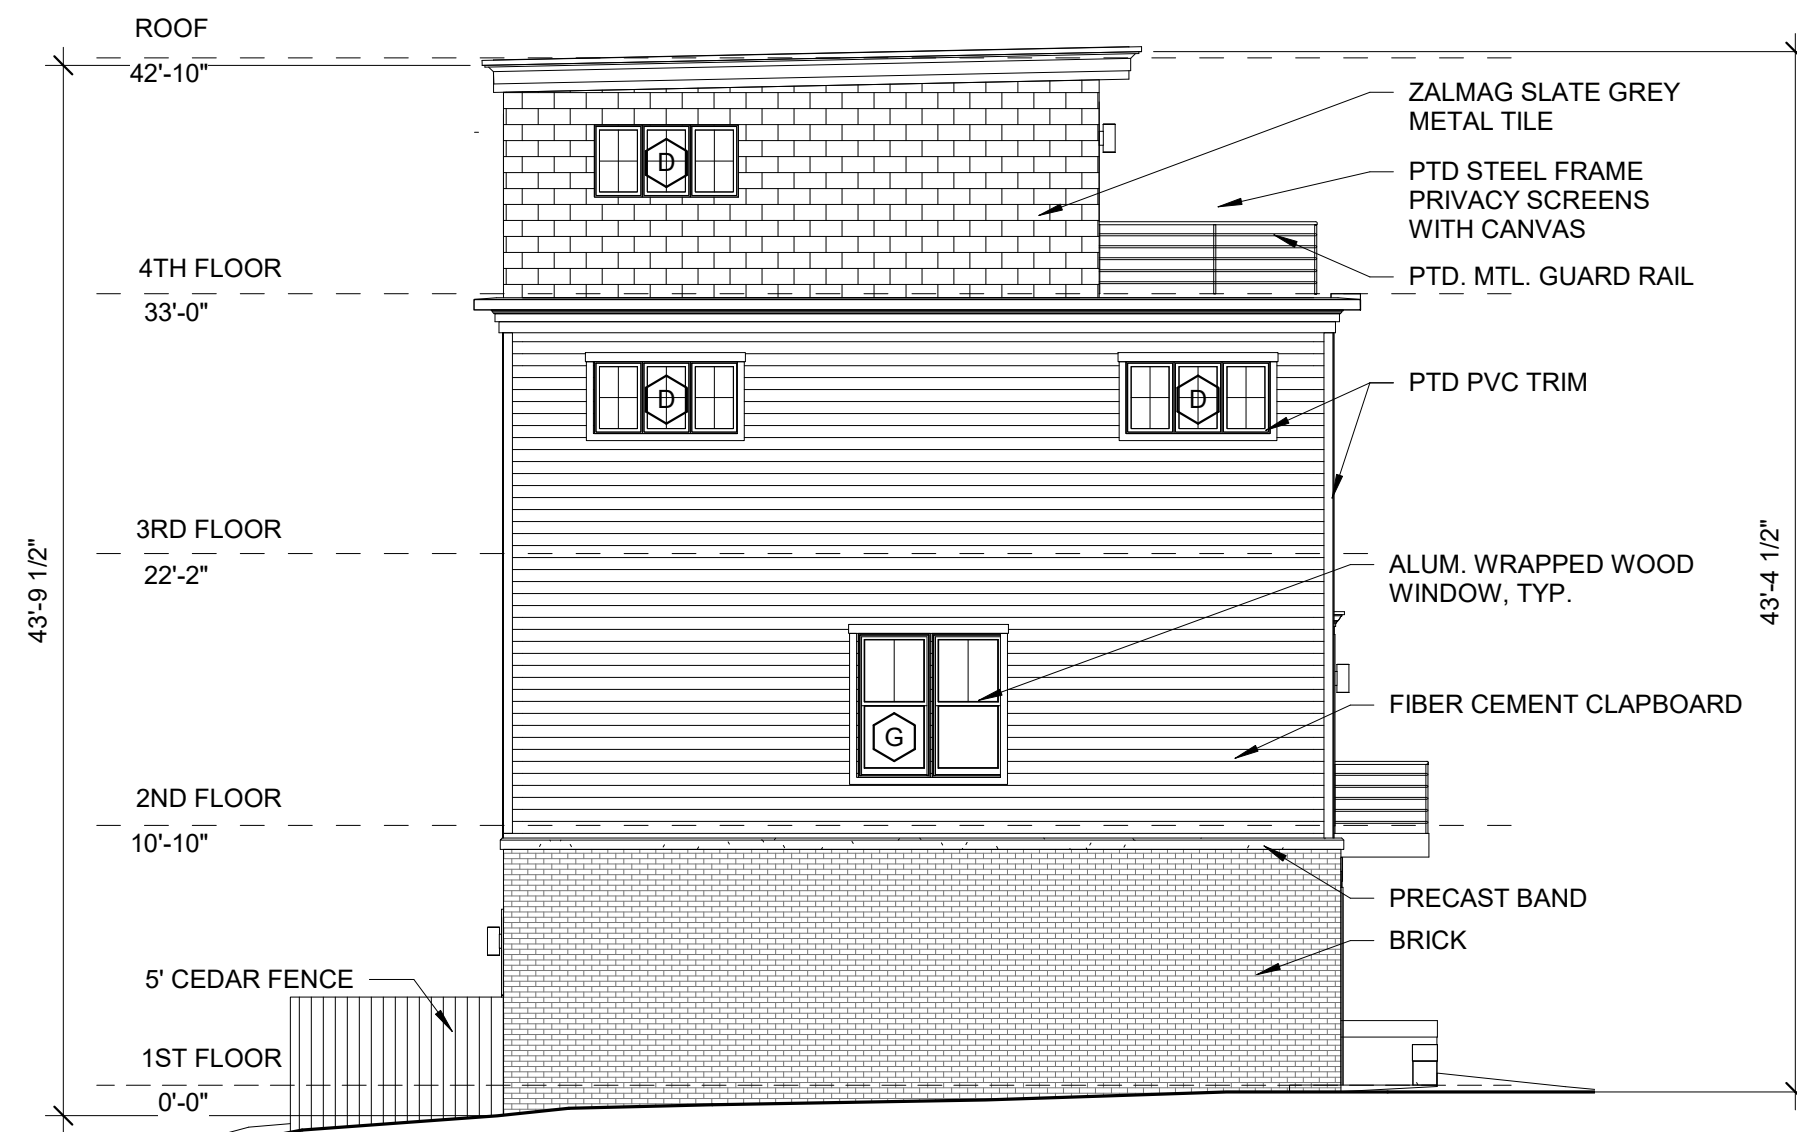 ROOF
42'-10"
ZALMAG SLATE GREY
METAL TILE
D
PTD STEEL FRAME
PRIVACY SCREENS
WITH CANVAS
4TH FLOOR
33'-0"
PTD. MTL. GUARD RAIL
D
D
PTD PVC TRIM
3RD FLOOR
22'-2"
43'-9 1/2"
43'-4 1/2"
ALUM. WRAPPED WOOD
WINDOW, TYP.
G
FIBER CEMENT CLAPBOARD
2ND FLOOR
10'-10"
PRECAST BAND
BRICK
5' CEDAR FENCE
1ST FLOOR
0'-0"